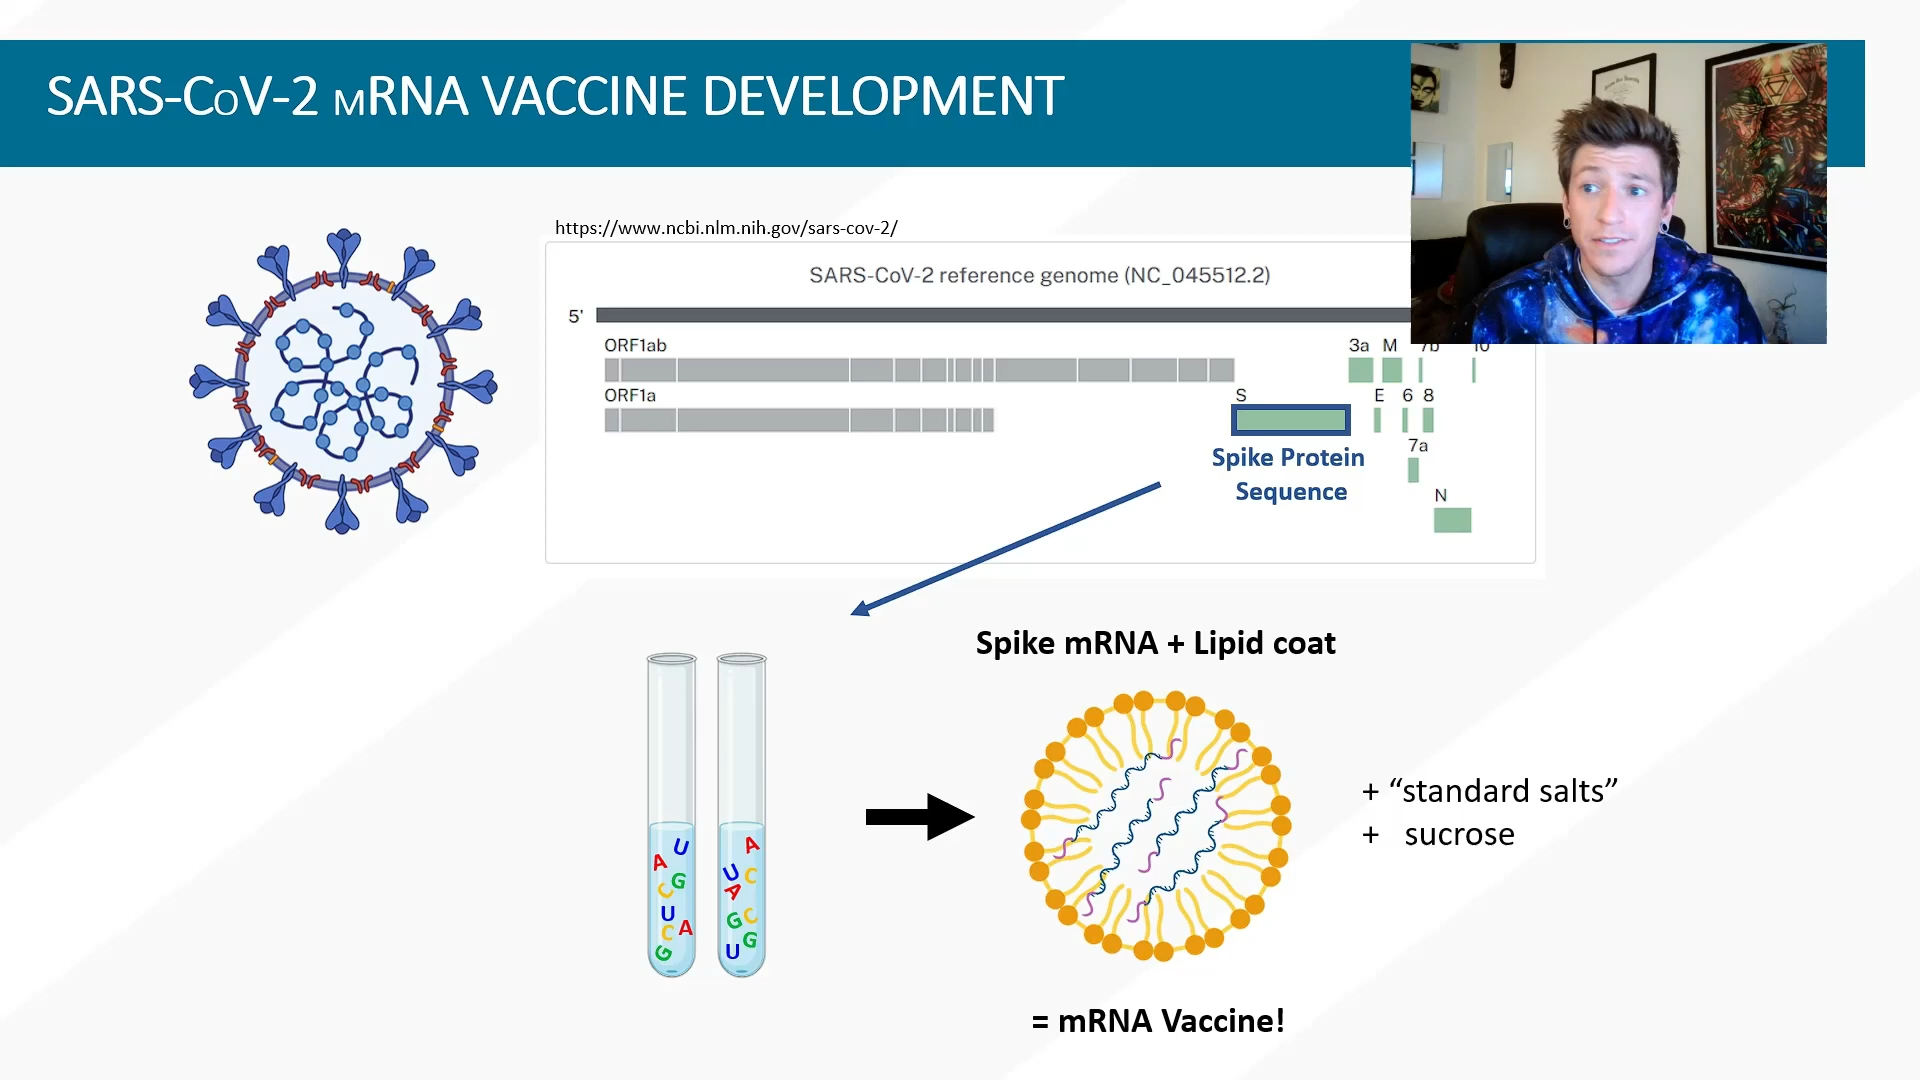 SARS-CoV-2 mRNA VACCINE DEVELOPMENT
https://www.ncbi.nlm.nih.gov/sars-cov-2/
SARS-CoV-2 reference genome (NC_045512.2)
5'
ORF1ab
3a M 7b 10
ORF1a
S
E 6 8
Spike Protein
Sequence
7a
N
Spike mRNA + Lipid coat
+ “standard salts”
+ sucrose
U
A
G
C
U
A
C
G
A
U
C
A
C
G
G
U
= mRNA Vaccine!